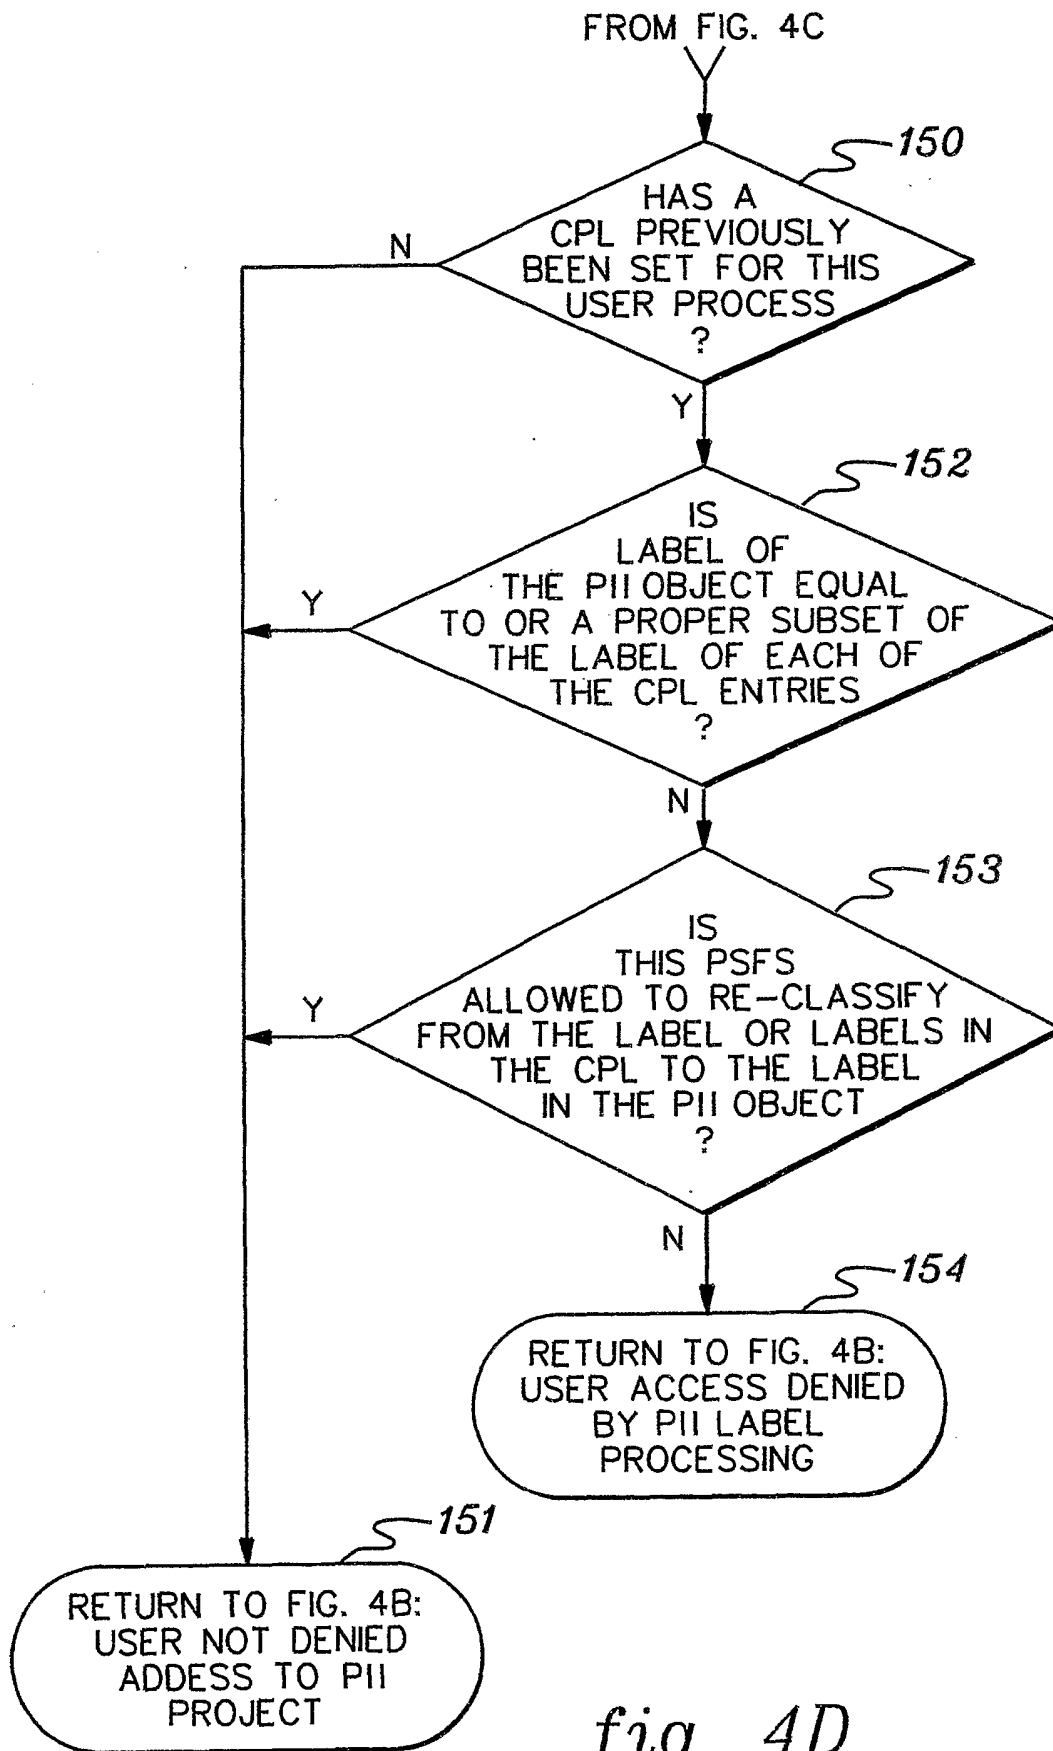 FROM FIG. 4C
150
HAS A
CPL PREVIOUSLY
BEEN SET FOR THIS
USER PROCESS
?
N
Y
152
IS
LABEL OF
THE PII OBJECT EQUAL
TO OR A PROPER SUBSET OF
THE LABEL OF EACH OF
THE CPL ENTRIES
?
Y
N
153
IS
THIS PSFS
ALLOWED TO RE-CLASSIFY
FROM THE LABEL OR LABELS IN
THE CPL TO THE LABEL
IN THE PII OBJECT
?
Y
N
154
RETURN TO FIG. 4B:
USER ACCESS DENIED
BY PII LABEL
PROCESSING
151
RETURN TO FIG. 4B:
USER NOT DENIED
ADDESS TO PII
PROJECT
fig. 4D